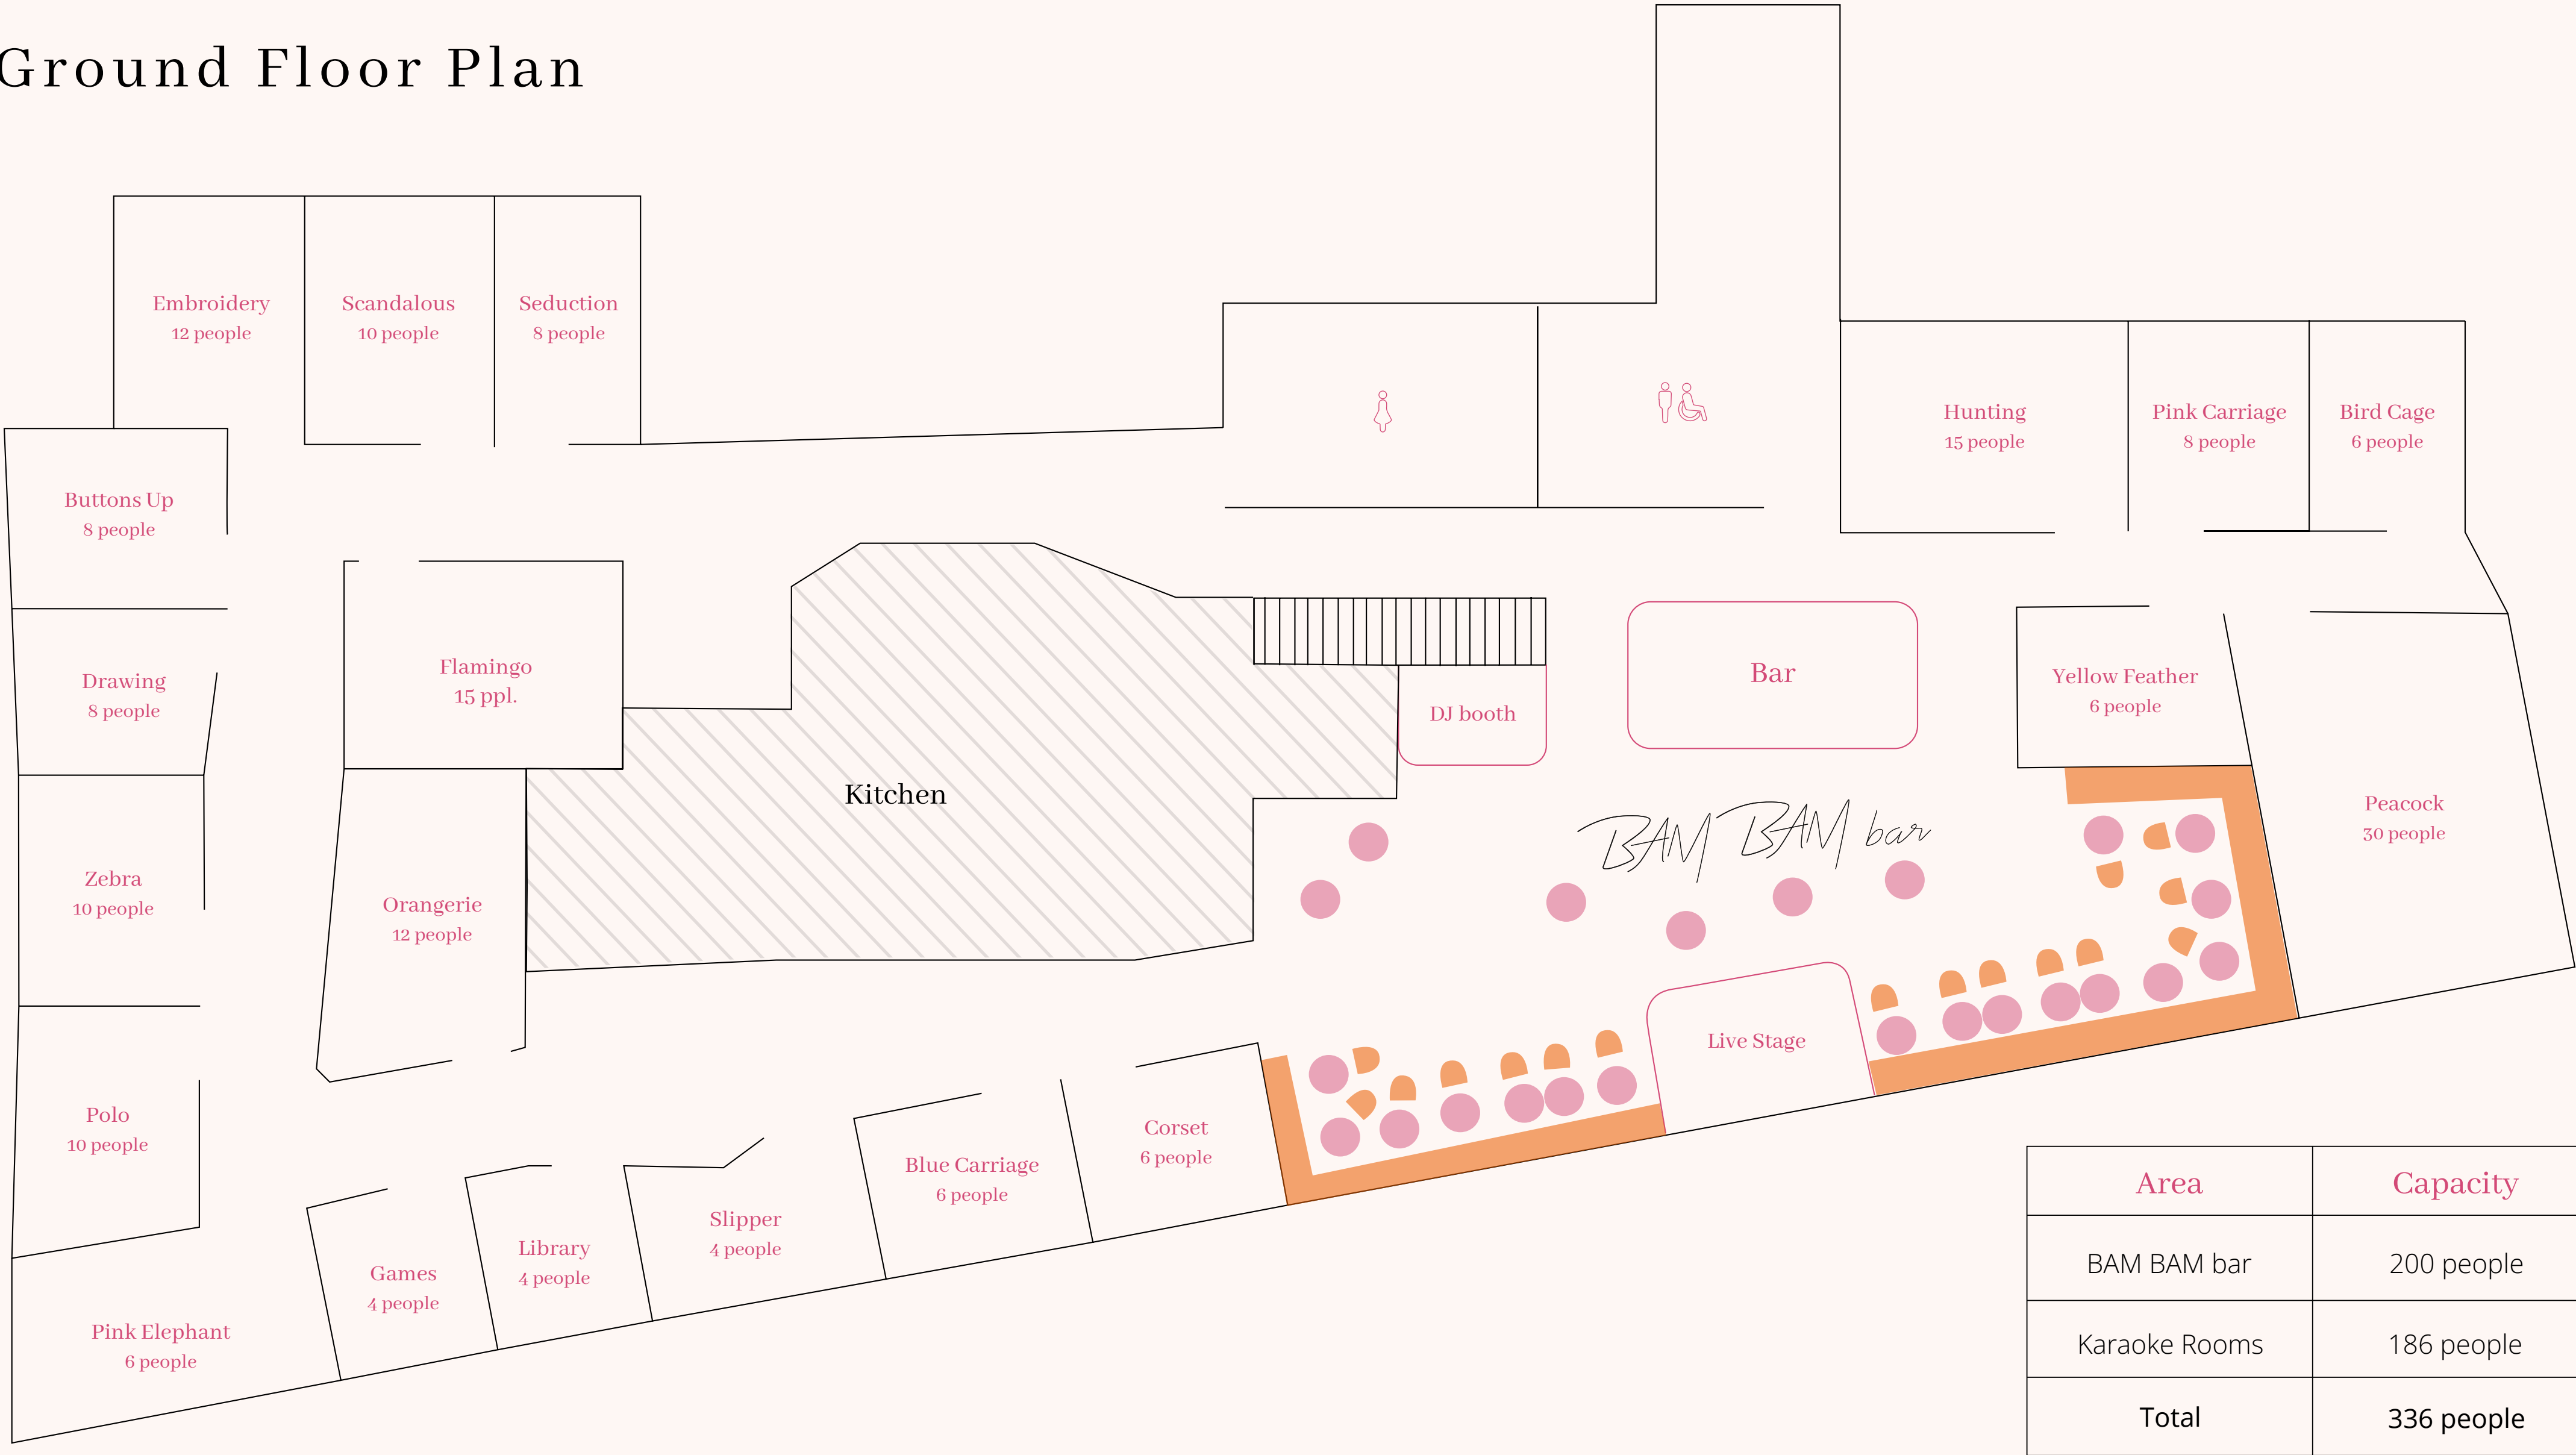 Ground Floor Plan
Embroidery
12 people
Scandalous
10 people
Seduction
8 people
Hunting
15 people
Pink Carriage
8 people
Bird Cage
6 people
Buttons Up
8 people
Flamingo
15 ppl.
Drawing
8 people
Bar
DJ booth
Yellow Feather
6 people
Kitchen
BAM BAM bar
Peacock
30 people
Zebra
10 people
Orangerie
12 people
Live Stage
Polo
10 people
Corset
6 people
Blue Carriage
6 people
Slipper
4 people
Library
4 people
Games
4 people
Pink Elephant
6 people
Area Capacity
BAM BAM bar 200 people
Karaoke Rooms 186 people
Total 336 people